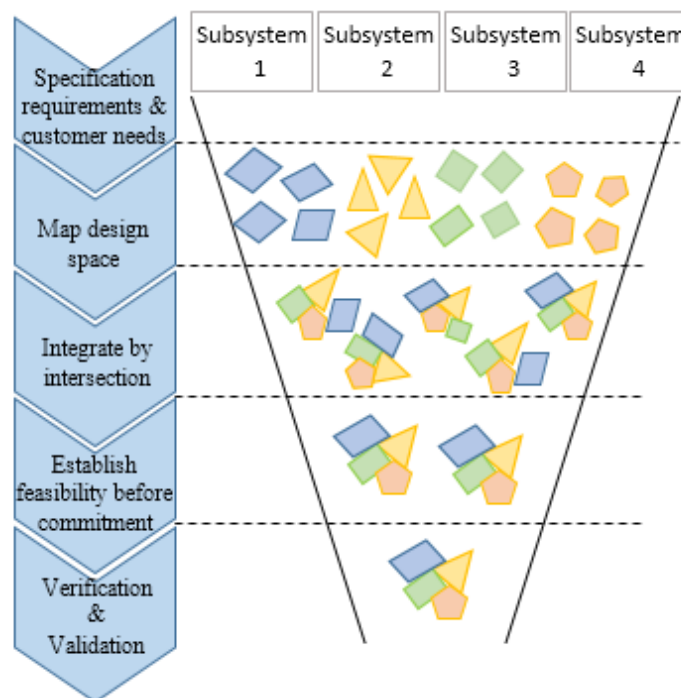 Subsystem
1
Subsystem
2
Subsystem
3
Subsystem
4
Specification
requirements &
customer needs
Map design
space
Integrate by
intersection
Establish
feasibility before
commitment
Verification
&
Validation